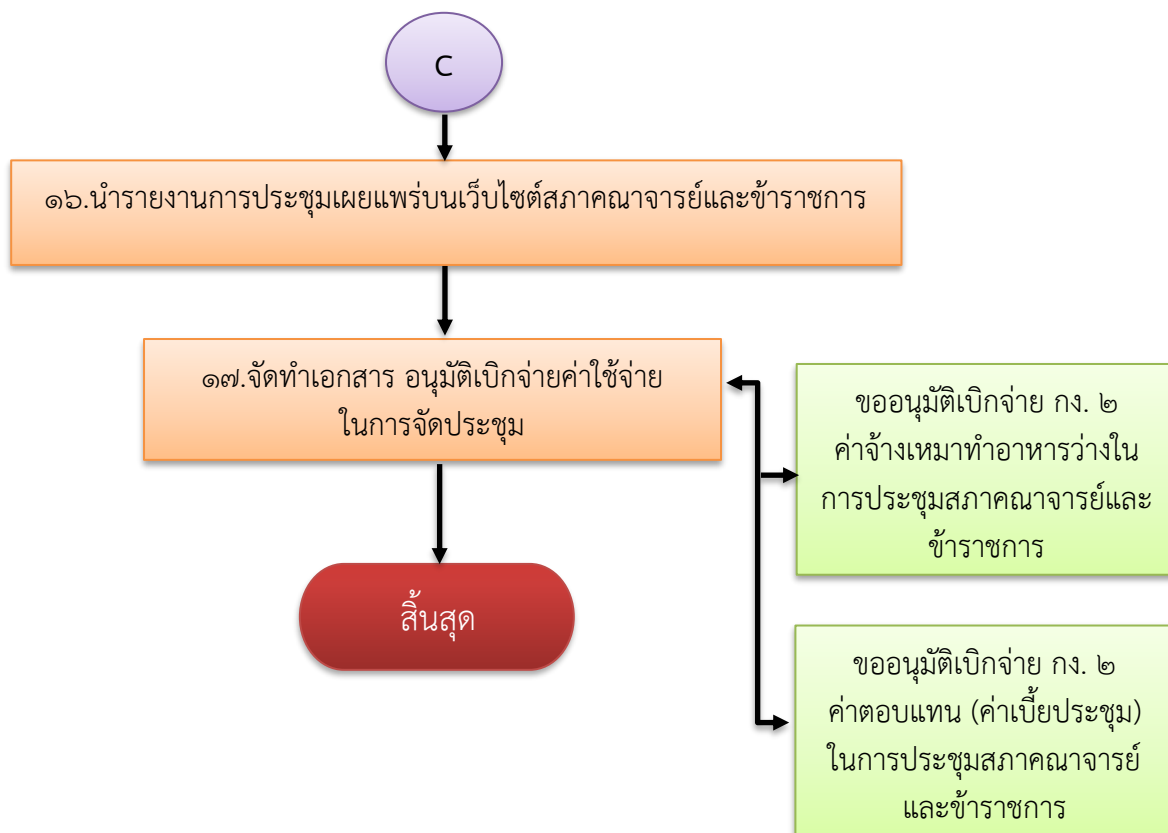 C
๑๖.นำรายงานการประชุมเผยแพร่บนเว็บไซต์สภาคณาจารย์และข้าราชการ
๑๗.จัดทำเอกสาร อนุมัติเบิกจ่ายค่าใช้จ่าย
ในการจัดประชุม
ขออนุมัติเบิกจ่าย กง. ๒
ค่าจ้างเหมาทำอาหารว่างใน
การประชุมสภาคณาจารย์และ
ข้าราชการ
สิ้นสุด
ขออนุมัติเบิกจ่าย กง. ๒
ค่าตอบแทน (ค่าเบี้ยประชุม)
ในการประชุมสภาคณาจารย์
และข้าราชการ